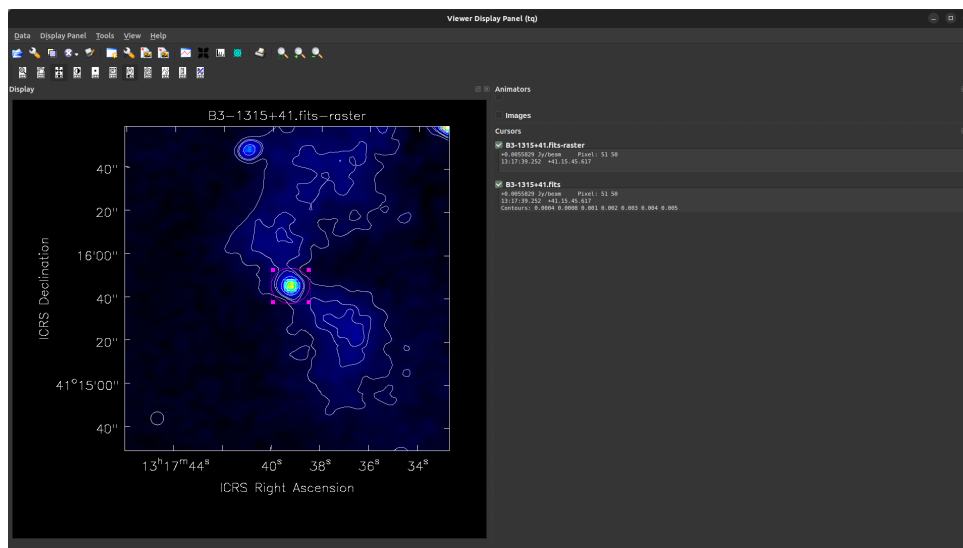 Viewer Display Panel (tq)
Data Display Panel Tools View Help
Display
Animators
Images
Cursors
B3-1315+41.fits-raster
+0.0055829 Jy/beam Pixel: 51 50
13:17:39.252 +41.15.45.617
B3-1315+41.fits
+0.0055829 Jy/beam Pixel: 51 50
13:17:39.252 +41.15.45.617
Contours: 0.0004 0.0008 0.001 0.002 0.003 0.004 0.005
B3-1315+41.fits-raster
ICRS Declination
40"
20"
16'00"
40"
20"
41°15'00"
40"
13ʰ17ᵐ44ˢ 40ˢ 38ˢ 36ˢ 34ˢ
ICRS Right Ascension